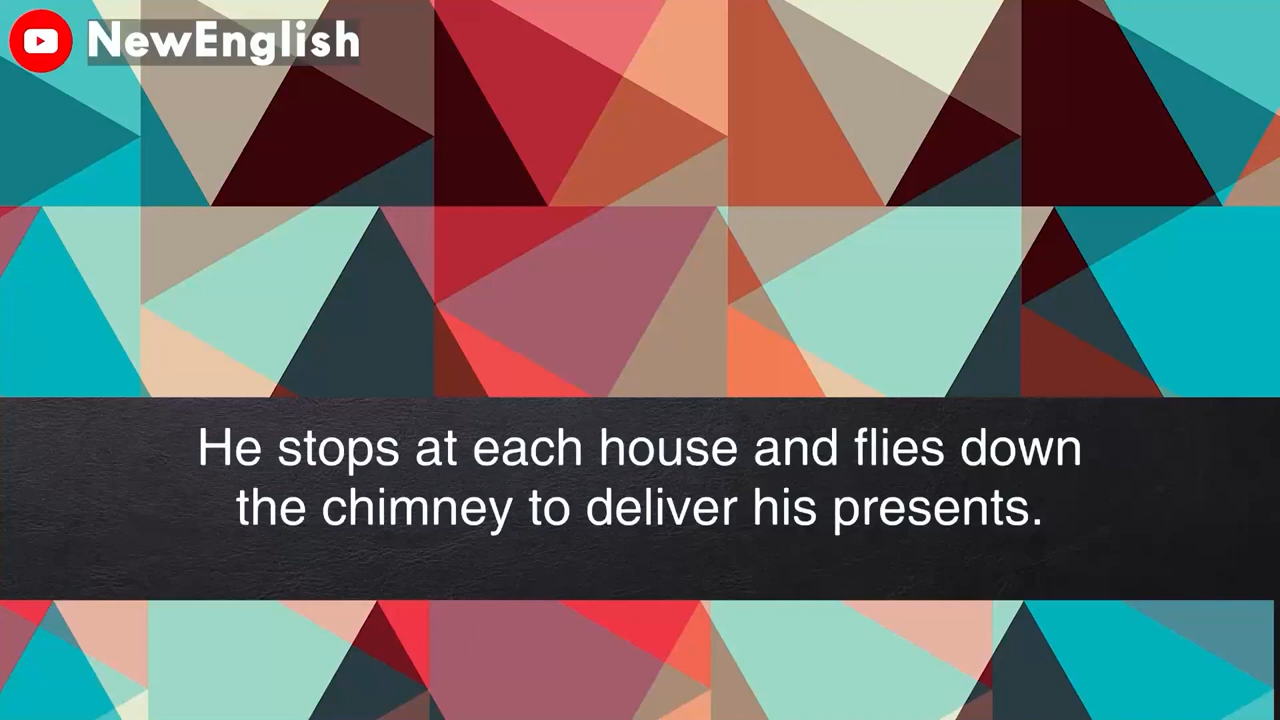 NewEnglish
He stops at each house and flies down
the chimney to deliver his presents.